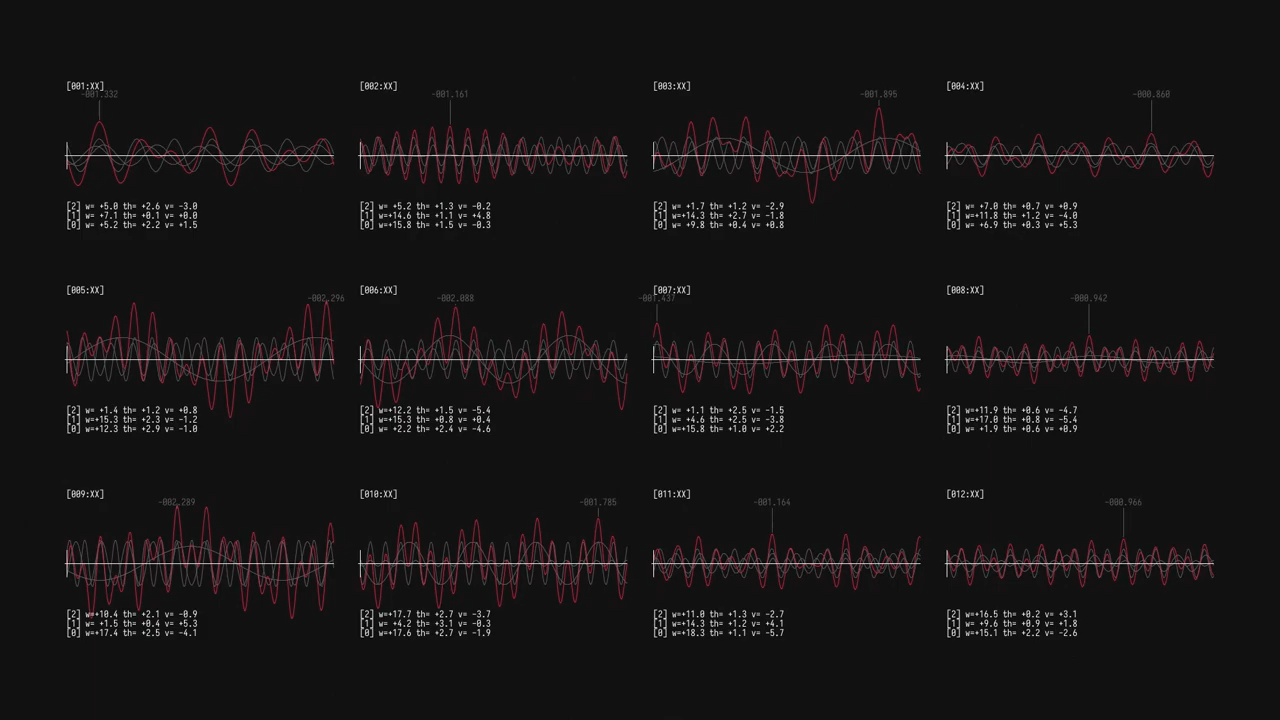 [001:XX]
-001.332
[2] w= +5.0 th= +2.6 v= -3.0
[1] w= +7.1 th= +0.1 v= +0.0
[0] w= +5.2 th= +2.2 v= +1.5
[002:XX]
-001.161
[2] w= +5.2 th= +1.3 v= -0.2
[1] w=+14.6 th= +1.1 v= +4.8
[0] w=+15.8 th= +1.5 v= -0.3
[003:XX]
-001.895
[2] w= +1.7 th= +1.2 v= -2.9
[1] w=+14.3 th= +2.7 v= -1.8
[0] w= +9.8 th= +0.4 v= +0.8
[004:XX]
-000.860
[2] w= +7.0 th= +0.7 v= +0.9
[1] w=+11.8 th= +1.2 v= -4.0
[0] w= +6.9 th= +0.3 v= +5.3
[005:XX]
-002.296
[2] w= +1.4 th= +1.2 v= +0.8
[1] w=+15.3 th= +2.3 v= -1.2
[0] w=+12.3 th= +2.9 v= -1.0
[006:XX]
-002.088
[2] w=+12.2 th= +1.5 v= -5.4
[1] w=+15.3 th= +0.8 v= +0.4
[0] w= +2.2 th= +2.4 v= -4.6
[007:XX]
-001.437
[2] w= +1.1 th= +2.5 v= -1.5
[1] w= +4.6 th= +2.5 v= -3.8
[0] w=+15.8 th= +1.0 v= +2.2
[008:XX]
-000.942
[2] w=+11.9 th= +0.6 v= -4.7
[1] w=+17.0 th= +0.8 v= -5.4
[0] w= +1.9 th= +0.6 v= +0.9
[009:XX]
-002.289
[2] w=+10.4 th= +2.1 v= -0.9
[1] w= +1.5 th= +0.4 v= +5.3
[0] w=+17.4 th= +2.5 v= -4.1
[010:XX]
-001.785
[2] w=+17.7 th= +2.7 v= -3.7
[1] w= +4.2 th= +3.1 v= -0.3
[0] w=+17.6 th= +2.7 v= -1.9
[011:XX]
-001.164
[2] w=+11.0 th= +1.3 v= -2.7
[1] w=+14.3 th= +1.2 v= +4.1
[0] w=+18.3 th= +1.1 v= -5.7
[012:XX]
-000.966
[2] w=+16.5 th= +0.2 v= +3.1
[1] w= +9.6 th= +0.9 v= +1.8
[0] w=+15.1 th= +2.2 v= -2.6